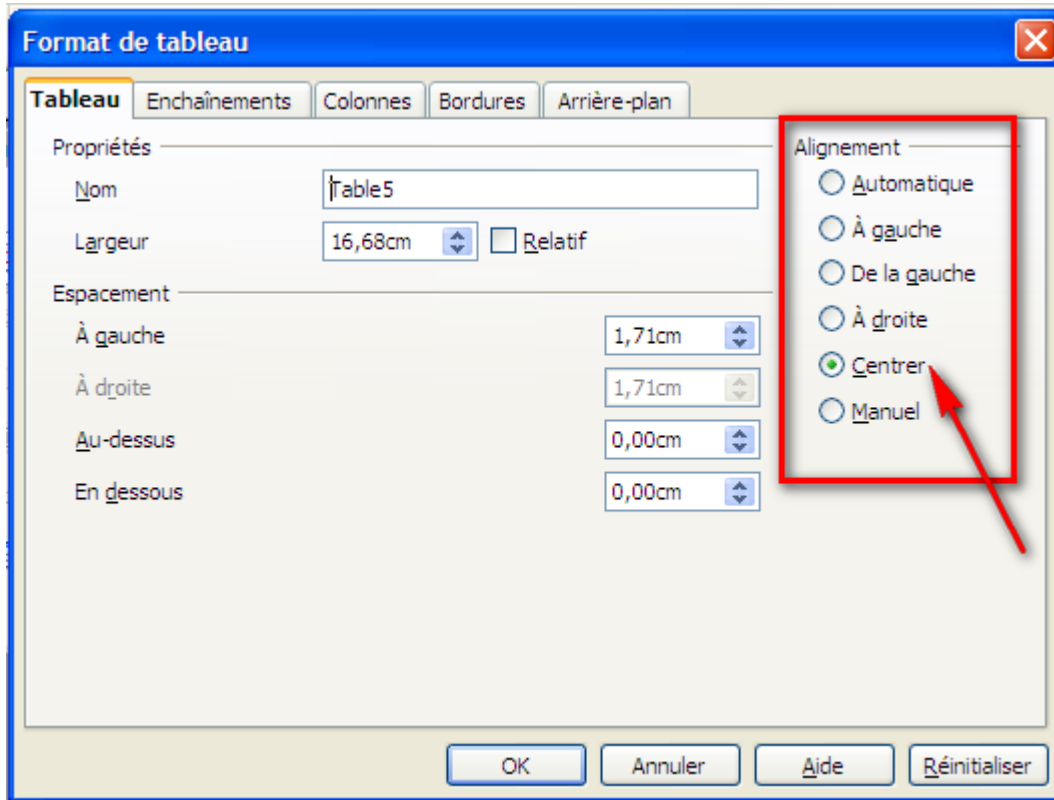 Format de tableau
Tableau Enchaînements Colonnes Bordures Arrière-plan
Propriétés
Nom Table5
Largeur 16,68cm Relatif
Espacement
À gauche 1,71cm
À droite 1,71cm
Au-dessus 0,00cm
En dessous 0,00cm
Alignement
Automatique
À gauche
De la gauche
À droite
Centrer
Manuel
OK Annuler Aide Réinitialiser